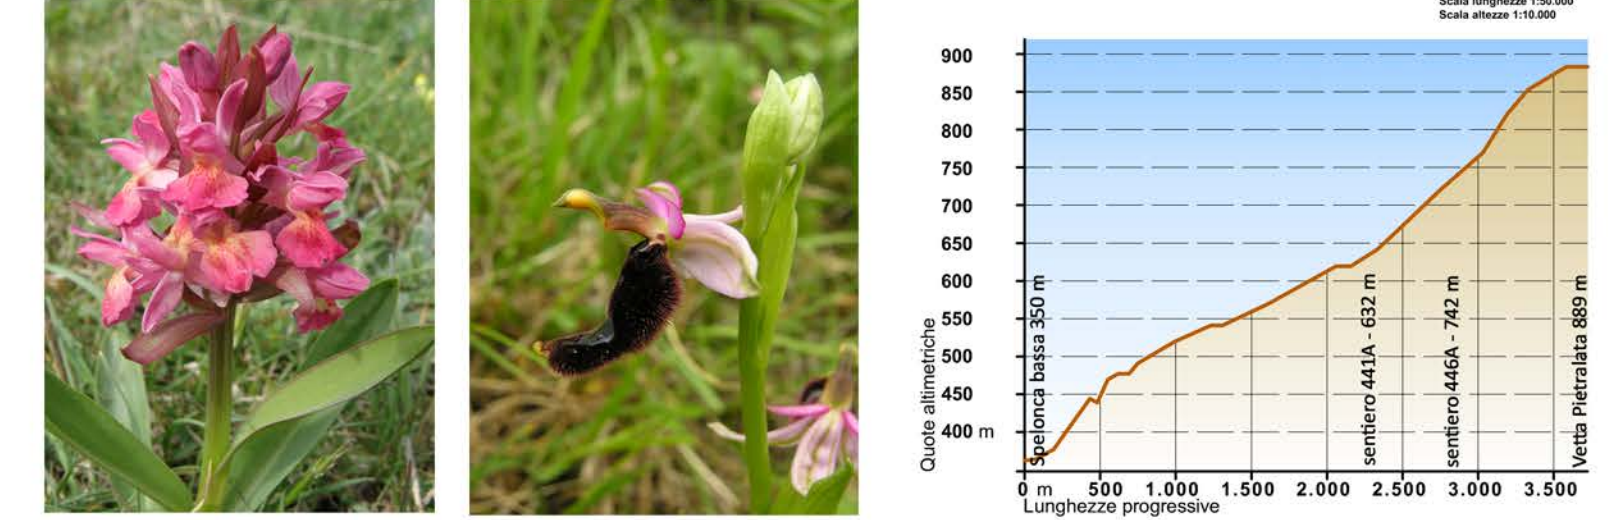 Scala lunghezze 1:50.000
Scala altezze 1:10.000
900
850
800
750
700
650
600
550
500
450
400 m
Quote altimetriche
Spelonca bassa 350 m
sentiero 441A - 632 m
sentiero 446A - 742 m
Vetta Pietralata 889 m
0 m 500 1.000 1.500 2.000 2.500 3.000 3.500
Lunghezze progressive